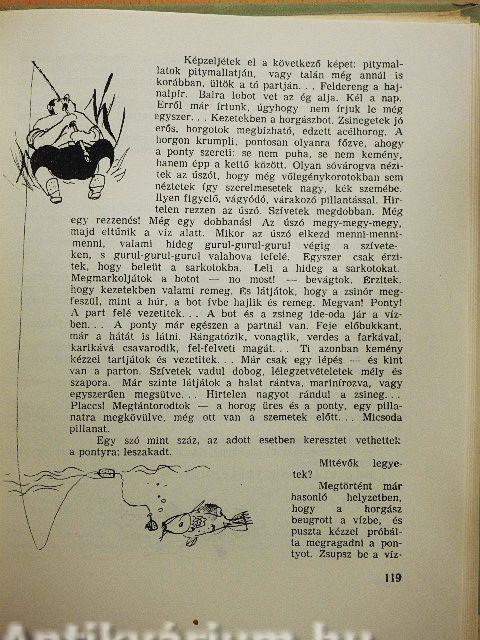 Képzeljétek el a következő képet: pitymal-
latok pitymallatján, vagy talán még annál is
korábban, ültök a tó partján. . . Feldereng a haj-
nalpír. Balra lobot vet az ég alja. Kél a nap.
Erről már írtunk, úgyhogy nem írjuk le még
egyszer. . . Kezetekben a horgászbot. Zsinegetek jó
erős, horgotok megbízható, edzett acélhorog. A
horgon krumpli, pontosan olyanra főzve, ahogy
a ponty szereti: se nem puha, se nem kemény,
hanem épp a kettő között. Olyan sóvárogva nézi-
tek az úszót, hogy még vőlegénykorotokban sem
néztetek így szerelmesetek nagy, kék szemébe.
Ilyen figyelő, vágyódó, várakozó pillantással. Hir-
telen rezzen az úszó. Szívetek megdobban. Még
egy rezzenés! Még egy dobbanás! Az úszó megy-megy-megy,
majd eltűnik a víz alatt. Mikor az úszó elkezd menni-menni-
menni, valami hideg gurul-gurul-gurul végig a szívete-
ken, s gurul-gurul-gurul valahova lefelé. Egyszer csak érzi-
tek, hogy beleüt a sarkotokba. Leli a hideg a sarkotokat.
Megmarkoljátok a botot — no most! — bevágtok. Érzitek,
hogy kezetekben valami remeg. És látjátok, hogy a zsinór meg-
feszül, mint a húr, a bot ívbe hajlik és remeg. Megvan! Ponty!
A part felé vezetitek. . . A bot és a zsineg ide-oda jár a víz-
ben. . . A ponty már egészen a partnál van. Feje előbukkant,
már a hátát is látni. Rángatózik, vonaglik, verdes a farkával,
karikává csavarodik, fel-felveti magát. . . Ti azonban kemény
kézzel tartjátok és vezetitek. . . Már csak egy lépés — és kint
van a parton. Szívetek vadul dobog, lélegzetvételetek mély és
szapora. Már szinte látjátok a halat rántva, marinírozva, vagy
egyszerűen megsütve. . . Hirtelen nagyot rándul a zsineg. . .
Placcs! Megtántorodtok — a horog üres és a ponty, egy pilla-
natra megkövülve, még ott van a szemetek előtt. . . Micsoda
pillanat.
Egy szó mint száz, az adott esetben keresztet vethettek
a pontyra: leszakadt.
Mitévők legye-
tek?
Megtörtént már
hasonló helyzetben,
hogy a horgász
beugrott a vízbe, és
puszta kézzel próbál-
ta megragadni a pon-
tyot. Zsupsz be a víz-
119
Antikvárium.hu